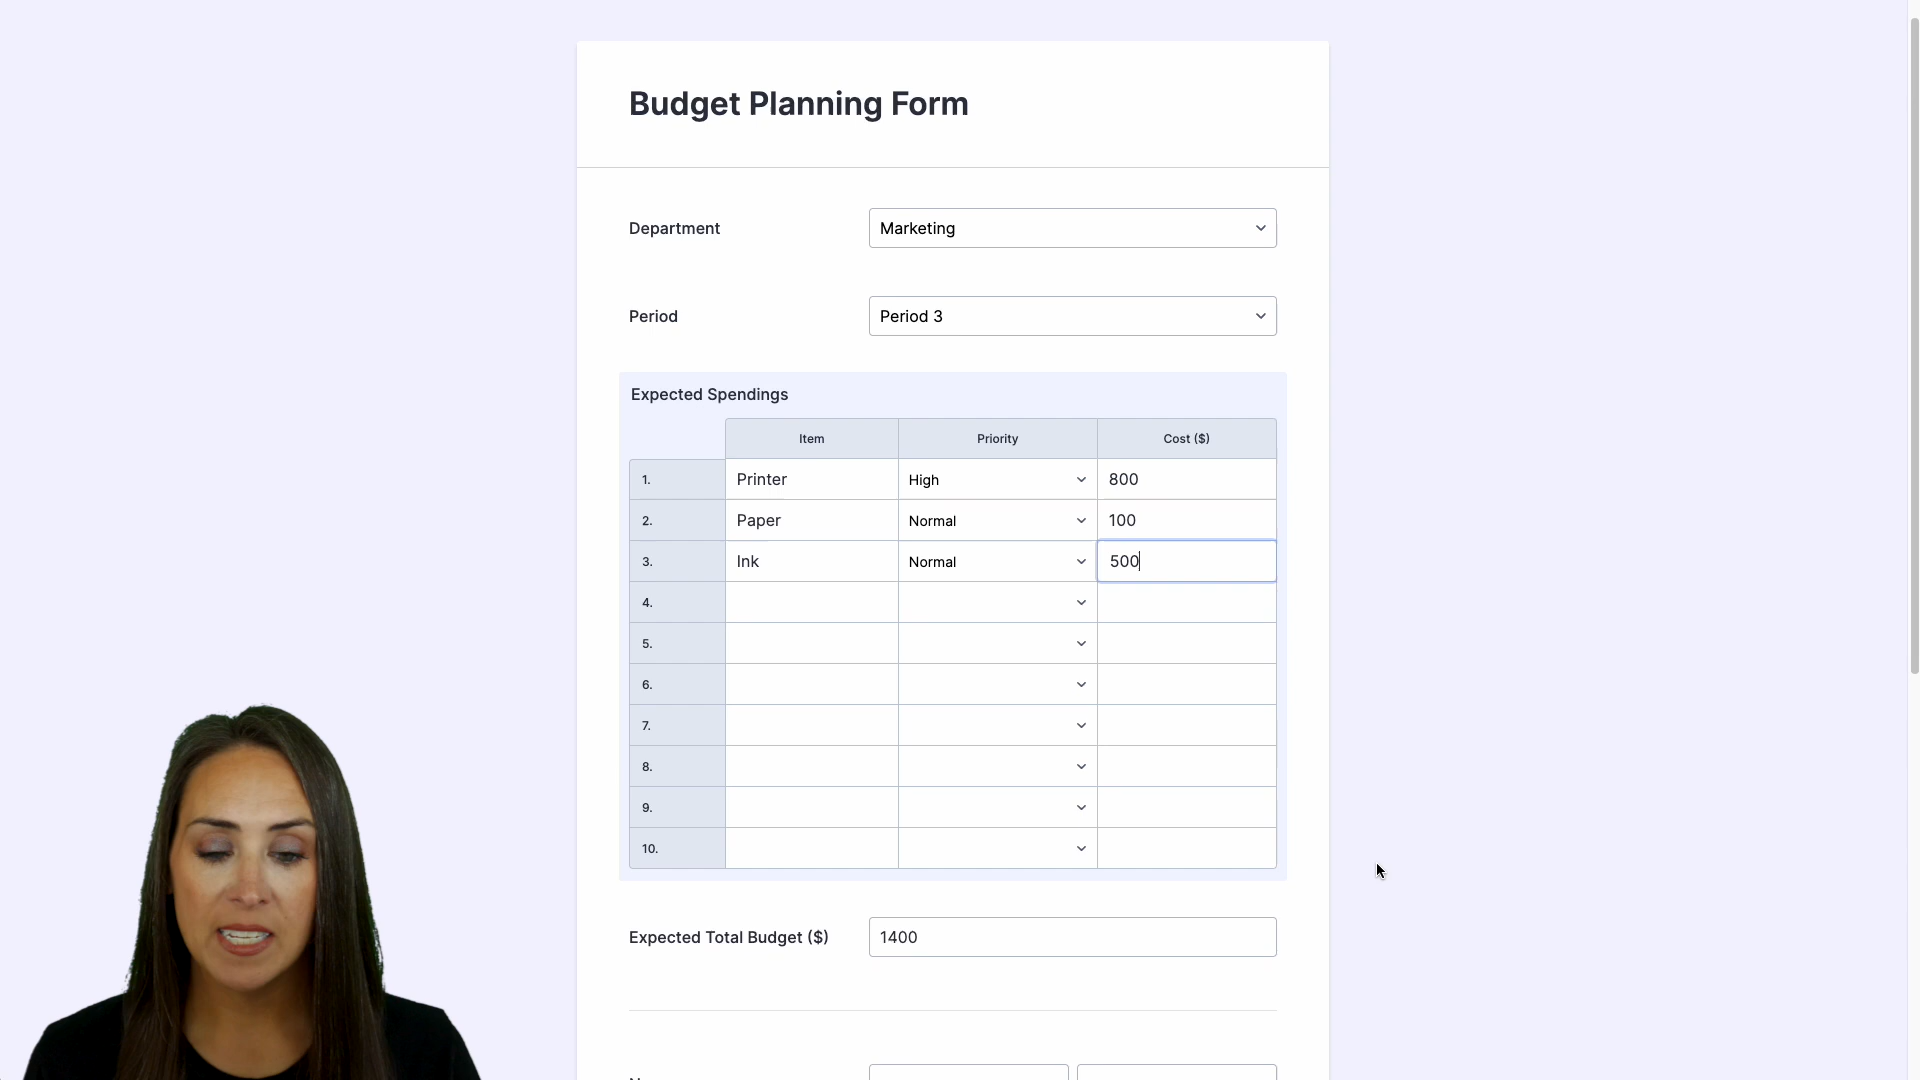 Budget Planning Form
Department Marketing
Period Period 3
Expected Spendings
Item Priority Cost ($)
1. Printer High 800
2. Paper Normal 100
3. Ink Normal 500
4.
5.
6.
7.
8.
9.
10.
Expected Total Budget ($) 1400